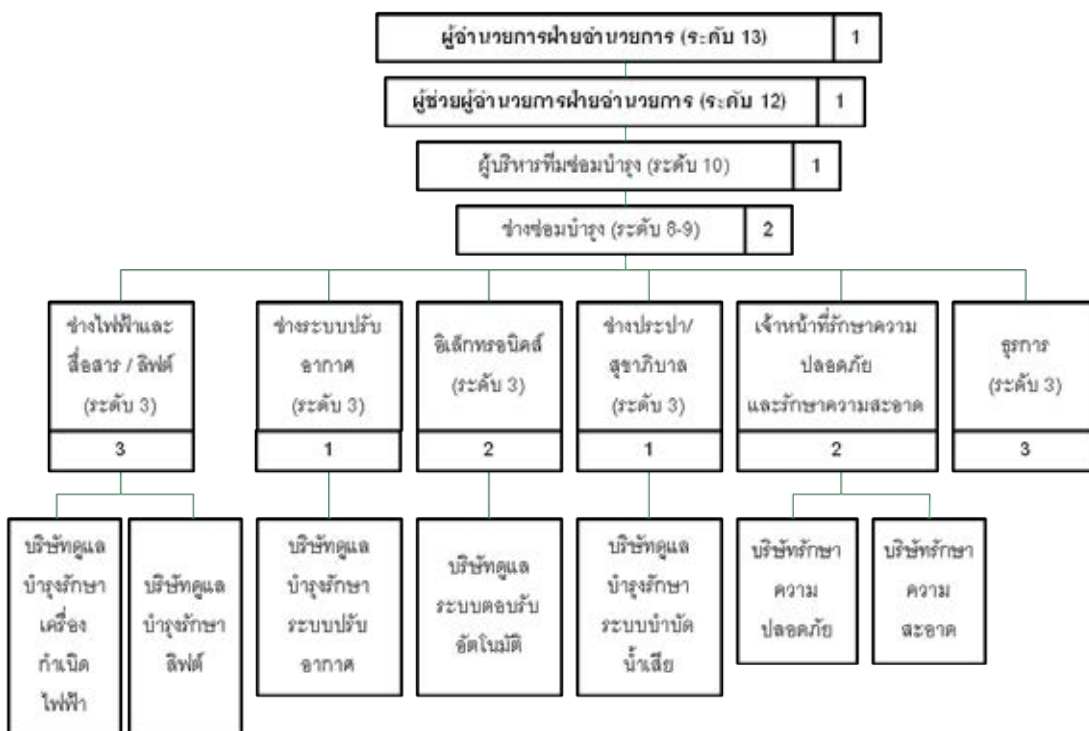 ผู้อำนวยการฝ่ายอำนวยการ (ระดับ 13) 1
ผู้ช่วยผู้อำนวยการฝ่ายอำนวยการ (ระดับ 12) 1
ผู้บริหารทีมซ่อมบำรุง (ระดับ 10) 1
ช่างซ่อมบำรุง (ระดับ 8-9) 2
ช่างไฟฟ้าและ
สื่อสาร / ลิฟต์
(ระดับ 3)
3
ช่างระบบปรับ
อากาศ
(ระดับ 3)
1
อิเล็กทรอนิคส์
(ระดับ 3)
2
ช่างประปา/
สุขาภิบาล
(ระดับ 3)
1
เจ้าหน้าที่รักษาความ
ปลอดภัย
และรักษาความสะอาด
2
ธุรการ
(ระดับ 3)
3
บริษัทดูแล
บำรุงรักษา
เครื่อง
กำเนิด
ไฟฟ้า
บริษัทดูแล
บำรุงรักษา
ลิฟต์
บริษัทดูแล
บำรุงรักษา
ระบบปรับ
อากาศ
บริษัทดูแล
ระบบตอบรับ
อัตโนมัติ
บริษัทดูแล
บำรุงรักษา
ระบบบำบัด
น้ำเสีย
บริษัทรักษา
ความ
ปลอดภัย
บริษัทรักษา
ความ
สะอาด